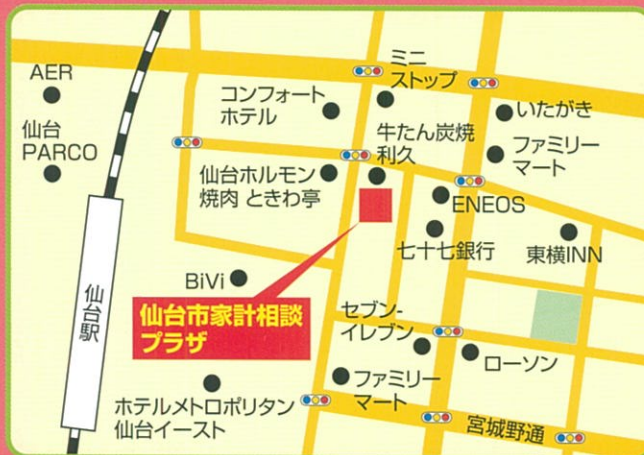 AER
仙台
PARCO
コンフォート
ホテル
ミニ
ストップ
いたがき
牛たん炭焼
利久
ファミリー
マート
仙台ホルモン
焼肉 ときわ亭
ENEOS
七十七銀行
東横INN
BiVi
仙台市家計相談
プラザ
仙台駅
セブン-
イレブン
ローソン
ファミリー
マート
ホテルメトロポリタン
仙台イースト
宮城野通